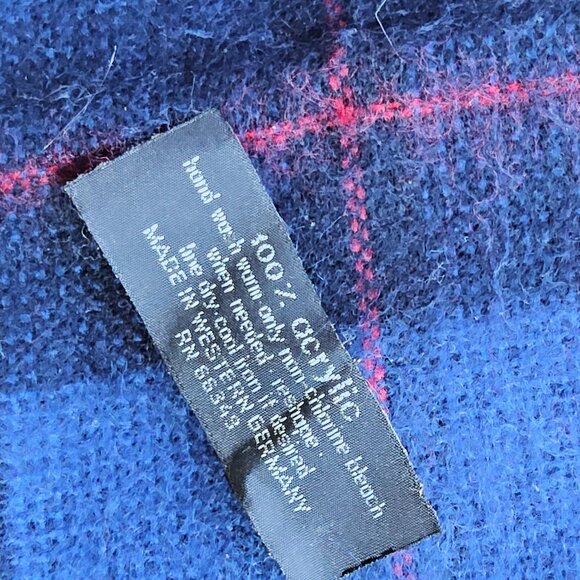 100% acrylic
hand wash warm only non-chlorine bleach
when needed. reshape.
line dry-cool iron if desired
MADE IN WESTERN GERMANY
RN 66343